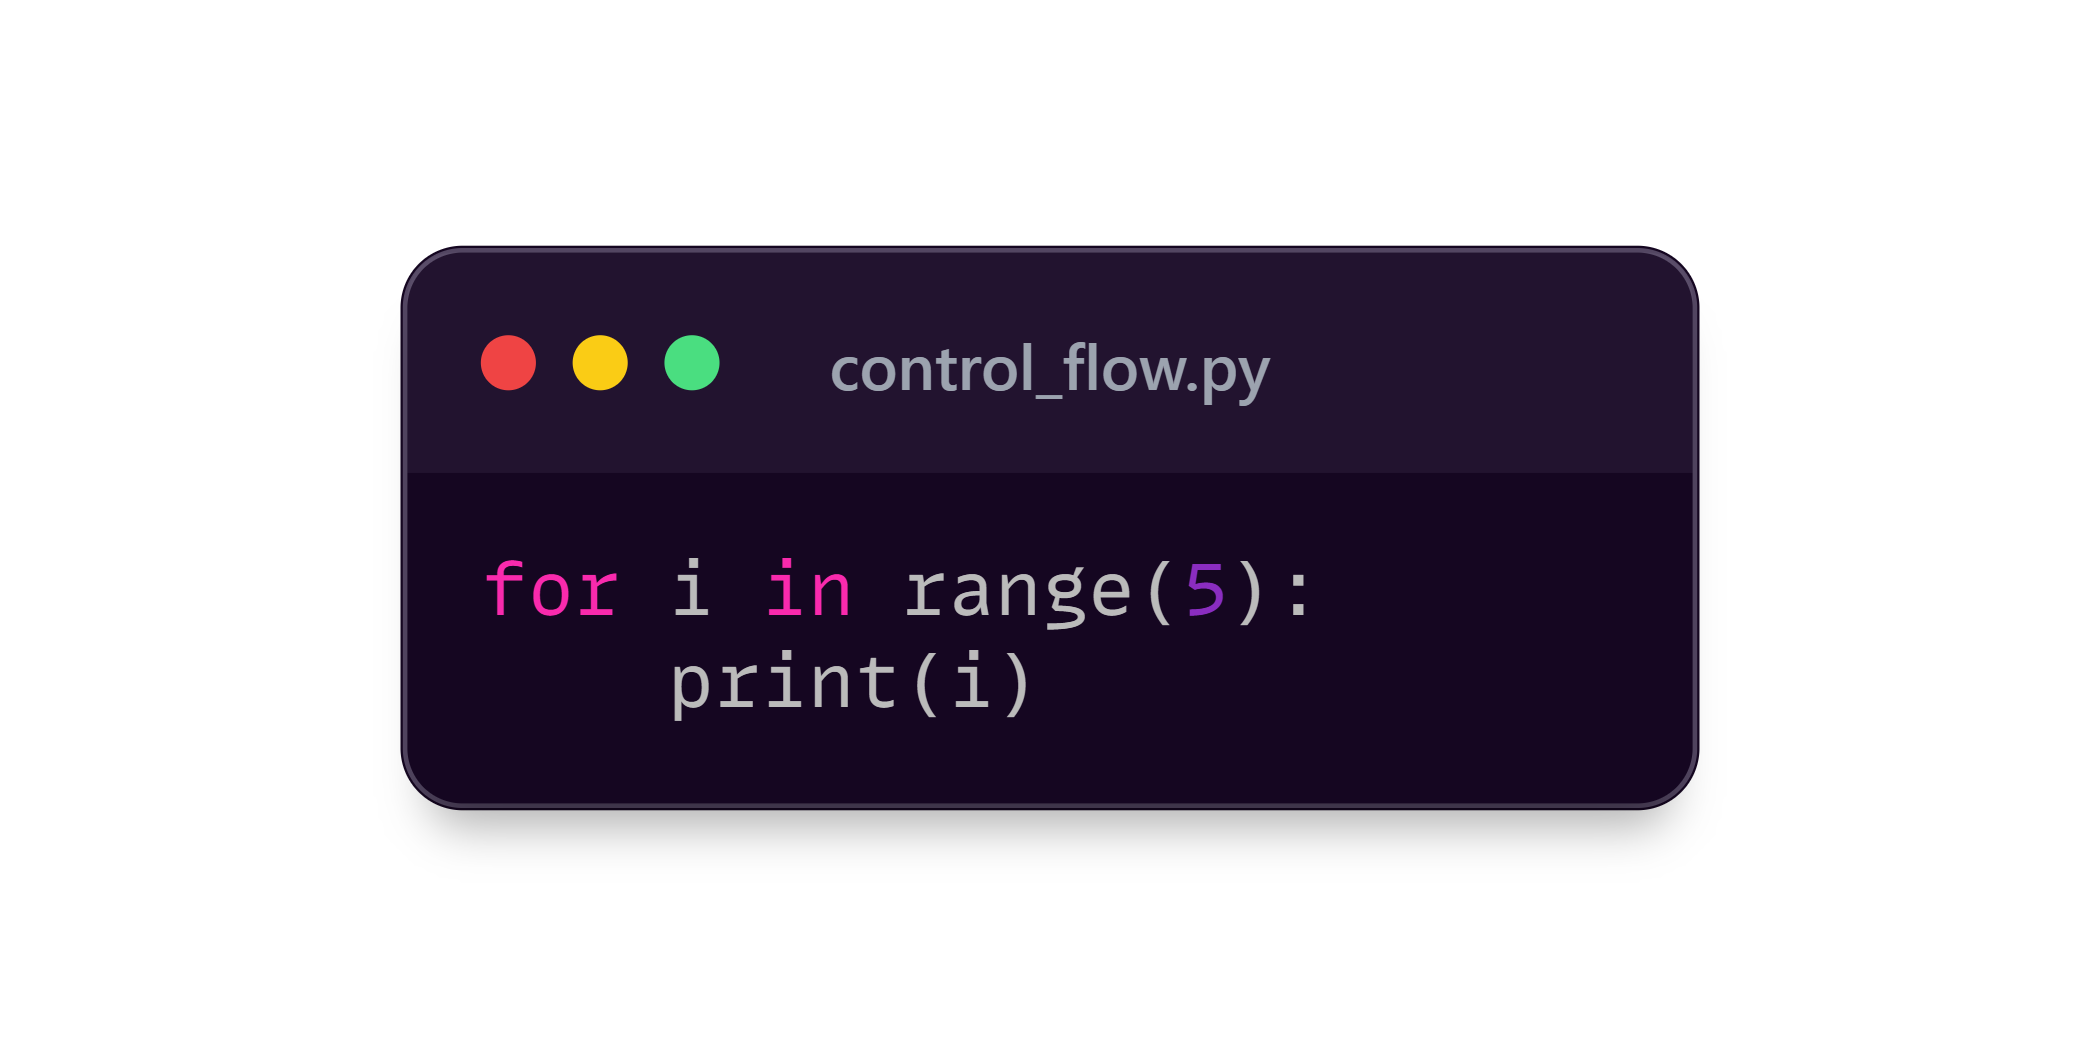 control_flow.py
for i in range(5):
    print(i)